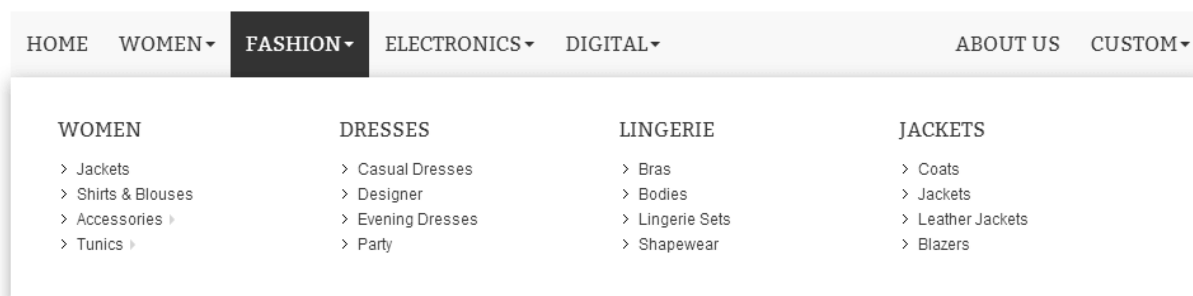 HOME WOMEN FASHION ELECTRONICS DIGITAL ABOUT US CUSTOM
WOMEN
Jackets
Shirts & Blouses
Accessories
Tunics
DRESSES
Casual Dresses
Designer
Evening Dresses
Party
LINGERIE
Bras
Bodies
Lingerie Sets
Shapewear
JACKETS
Coats
Jackets
Leather Jackets
Blazers